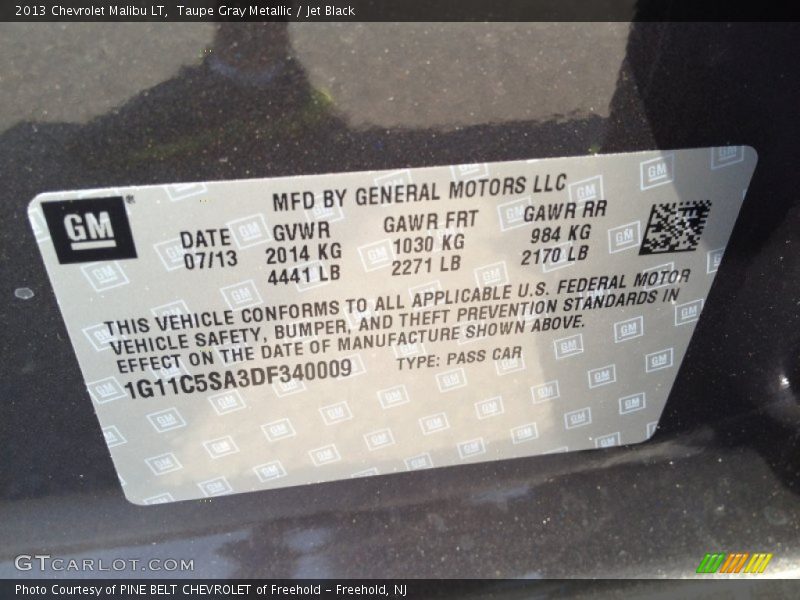 2013 Chevrolet Malibu LT,  Taupe Gray Metallic / Jet Black
GM®
MFD BY GENERAL MOTORS LLC
DATE GVWR GAWR FRT GAWR RR
07/13 2014 KG 1030 KG 984 KG
4441 LB 2271 LB 2170 LB
THIS VEHICLE CONFORMS TO ALL APPLICABLE U.S. FEDERAL MOTOR
VEHICLE SAFETY, BUMPER, AND THEFT PREVENTION STANDARDS IN
EFFECT ON THE DATE OF MANUFACTURE SHOWN ABOVE.
1G11C5SA3DF340009 TYPE: PASS CAR
GTCARLOT.COM
Photo Courtesy of PINE BELT CHEVROLET of Freehold – Freehold, NJ